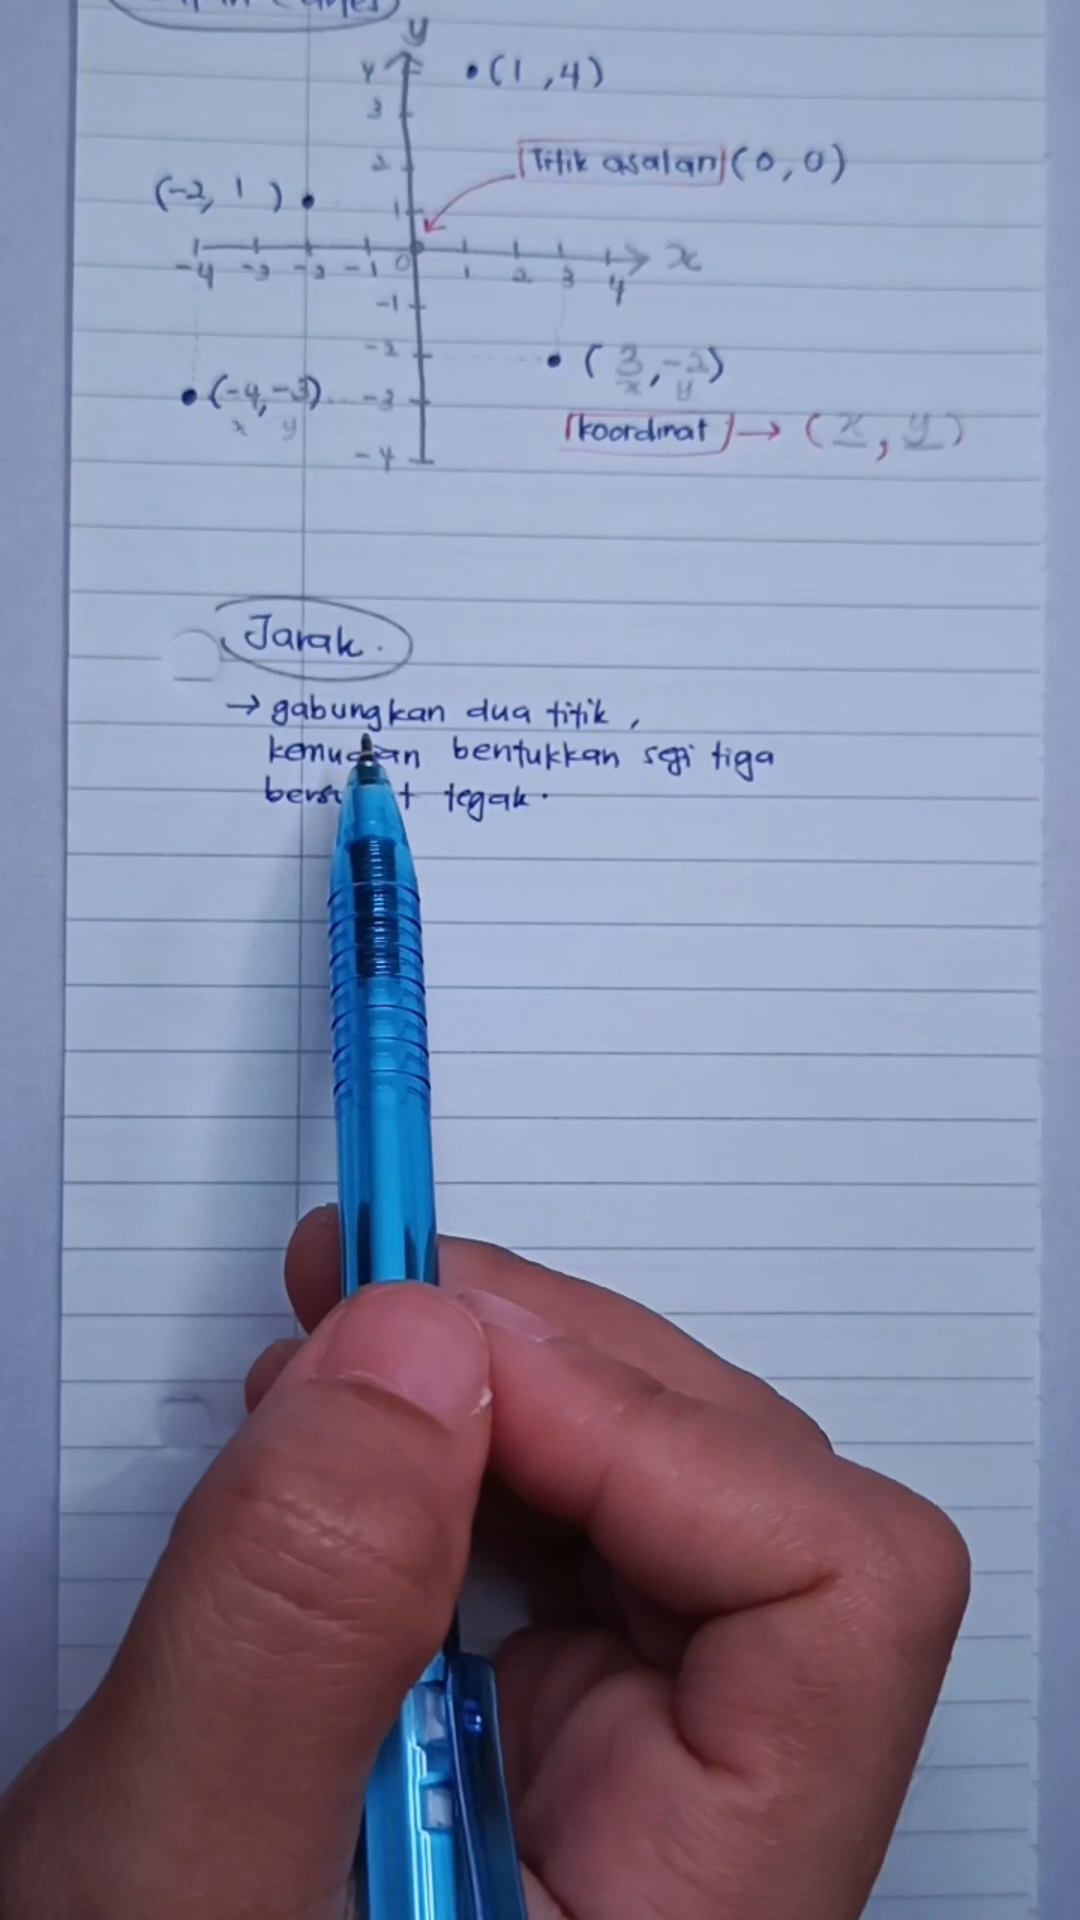 y
4 •(1,4)
3
Titik asalan (0,0)
2
(-2, 1)
1
-4 -3 -2 -1 0 1 2 3 4 x
-1
-2 (3,-2)
x y
(-4,-3) -3
x y
koordinat → (x, y)
-4
Jarak.
→ gabungkan dua titik,
kemudian bentukkan segi tiga
tegak.